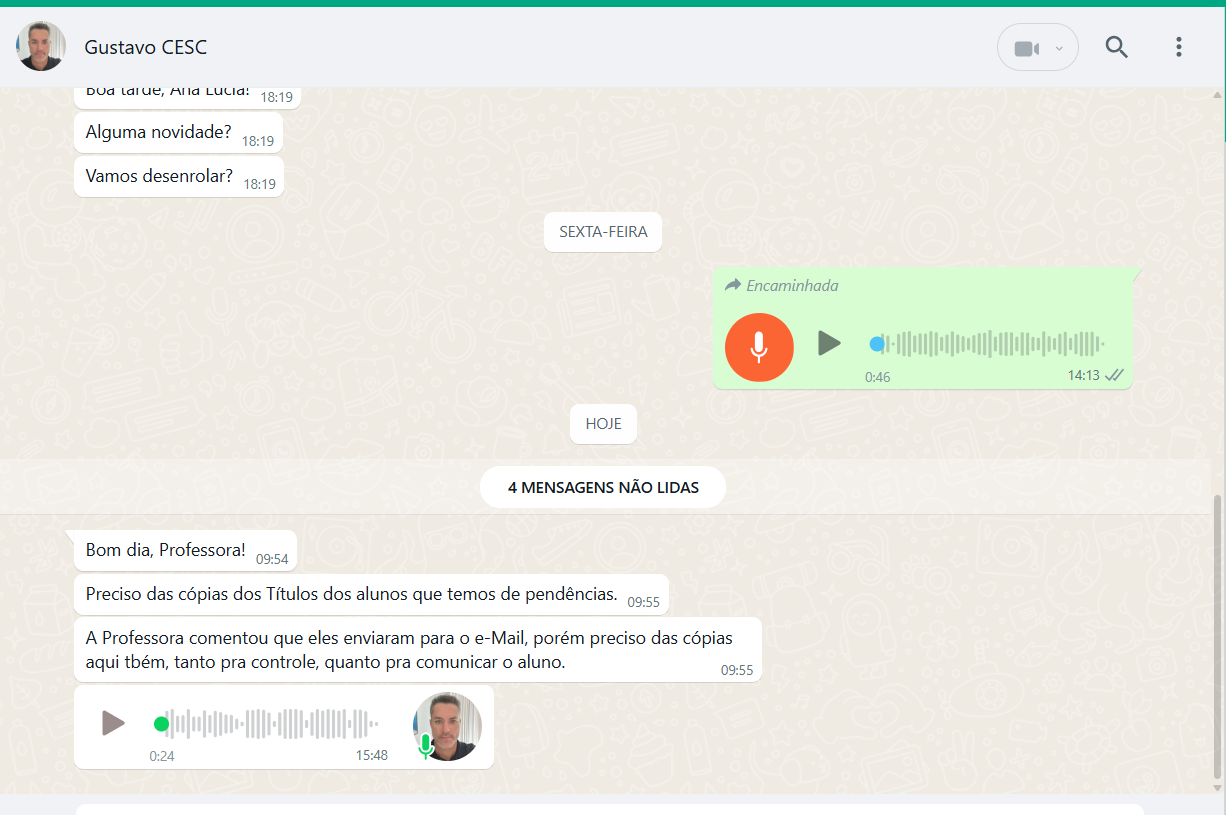 Gustavo CESC
Boa tarde, Ana Lucia!
18:19
Alguma novidade?
18:19
Vamos desenrolar?
18:19
SEXTA-FEIRA
Encaminhada
0:46
14:13
HOJE
4 MENSAGENS NÃO LIDAS
Bom dia, Professora!
09:54
Preciso das cópias dos Títulos dos alunos que temos de pendências.
09:55
A Professora comentou que eles enviaram para o e-Mail, porém preciso das cópias
aqui tbém, tanto pra controle, quanto pra comunicar o aluno.
09:55
0:24
15:48